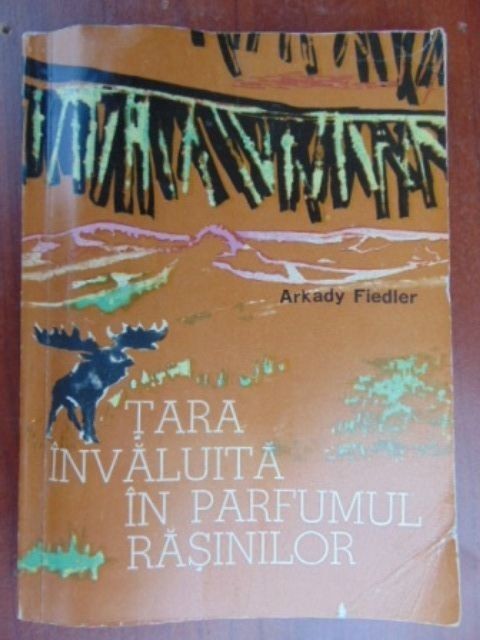 Arkady Fiedler
ȚARA
ÎNVĂLUITĂ
ÎN PARFUMUL
RĂȘINILOR